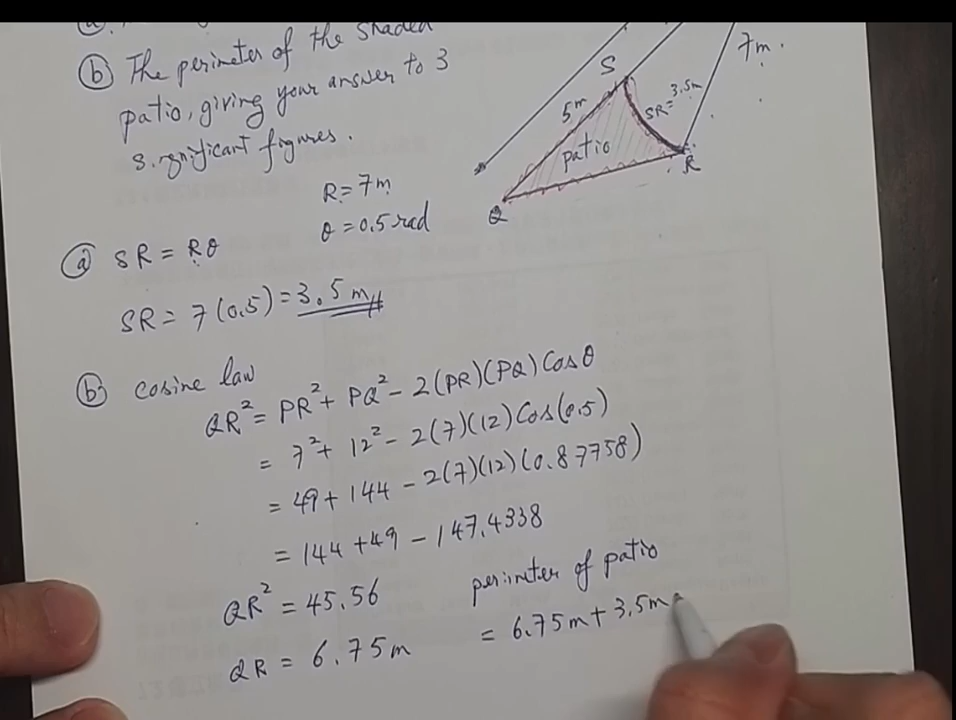 ⓑ The perimeter of the shaded
patio, giving your answer to 3
significant figures.
7m.
S
5m
SR=3.5m
patio
R
Q
R = 7m
θ = 0.5 rad
ⓐ SR = Rθ
SR = 7(0.5) = 3.5m
ⓑ cosine law
QR² = PR² + PQ² - 2(PR)(PQ)Cosθ
= 7² + 12² - 2(7)(12)Cos(0.5)
= 49 + 144 - 2(7)(12)(0.87758)
= 144 + 49 - 147.4338
QR² = 45.56
QR = 6.75m
perimeter of patio
= 6.75m + 3.5m